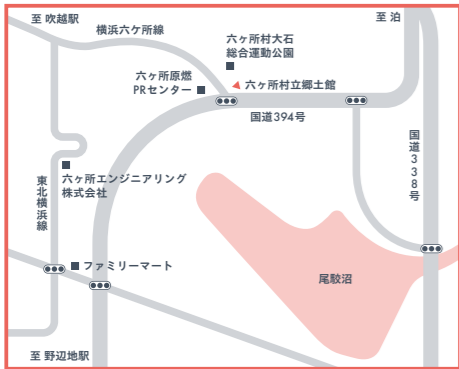 至 吹越駅
横浜六ケ所線
至 泊
六ヶ所村大石
総合運動公園
六ヶ所原燃
PRセンター
六ヶ所村立郷土館
国道394号
国道338号
六ヶ所エンジニアリング
株式会社
東北横浜線
ファミリーマート
尾駮沼
至 野辺地駅